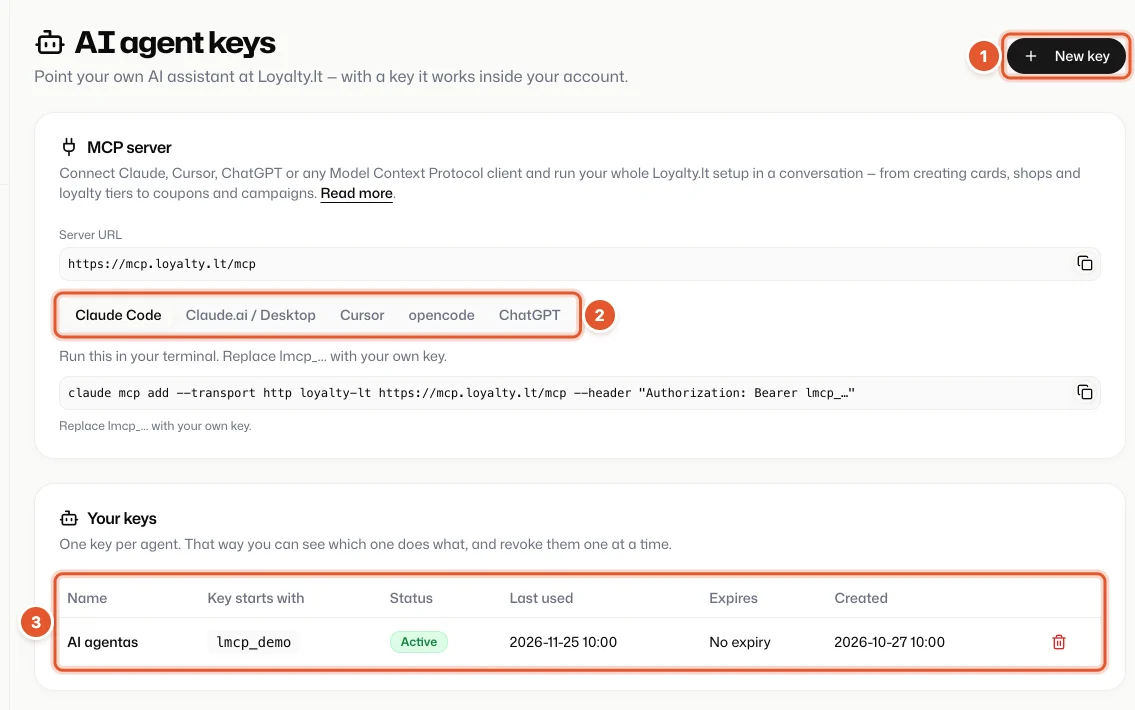 AI agent keys
Point your own AI assistant at Loyalty.lt – with a key it works inside your account.
1
+ New key
MCP server
Connect Claude, Cursor, ChatGPT or any Model Context Protocol client and run your whole Loyalty.lt setup in a conversation – from creating cards, shops and
loyalty tiers to coupons and campaigns. Read more.
Server URL
https://mcp.loyalty.lt/mcp
Claude Code Claude.ai / Desktop Cursor opencode ChatGPT
2
Run this in your terminal. Replace lmcp_… with your own key.
claude mcp add --transport http loyalty-lt https://mcp.loyalty.lt/mcp --header "Authorization: Bearer lmcp_…"
Replace lmcp_… with your own key.
Your keys
One key per agent. That way you can see which one does what, and revoke them one at a time.
3
Name Key starts with Status Last used Expires Created
AI agentas lmcp_demo Active 2026-11-25 10:00 No expiry 2026-10-27 10:00